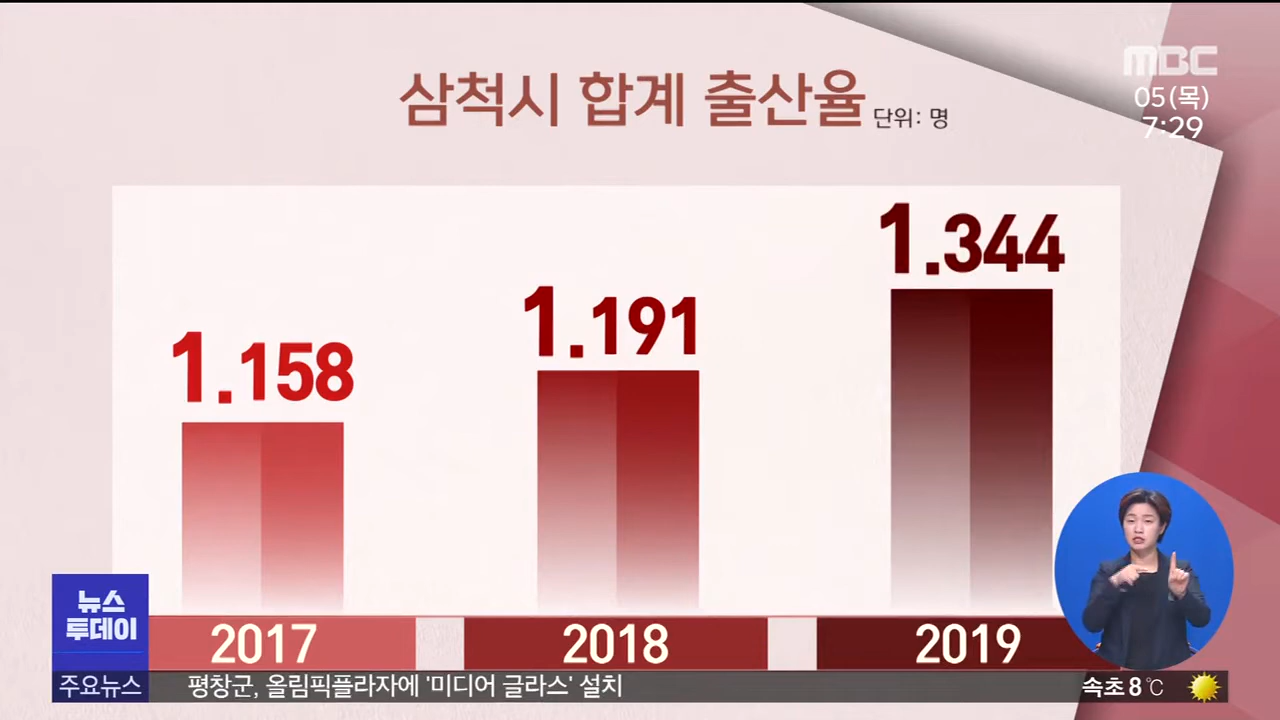 MBC
05(목)
7:29
삼척시 합계 출산율 단위: 명
1.158
1.191
1.344
2017
2018
2019
뉴스
투데이
주요뉴스
평창군, 올림픽플라자에 '미디어 글라스' 설치
속초 8℃